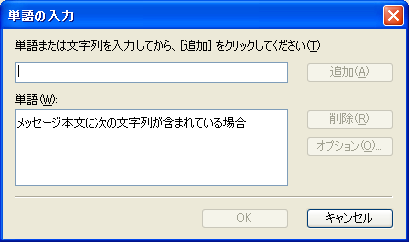 単語の入力
単語または文字列を入力してから、[追加] をクリックしてください(T)
追加(A)
単語(W):
メッセージ本文に次の文字列が含まれている場合
削除(R)
オプション(O)...
OK
キャンセル